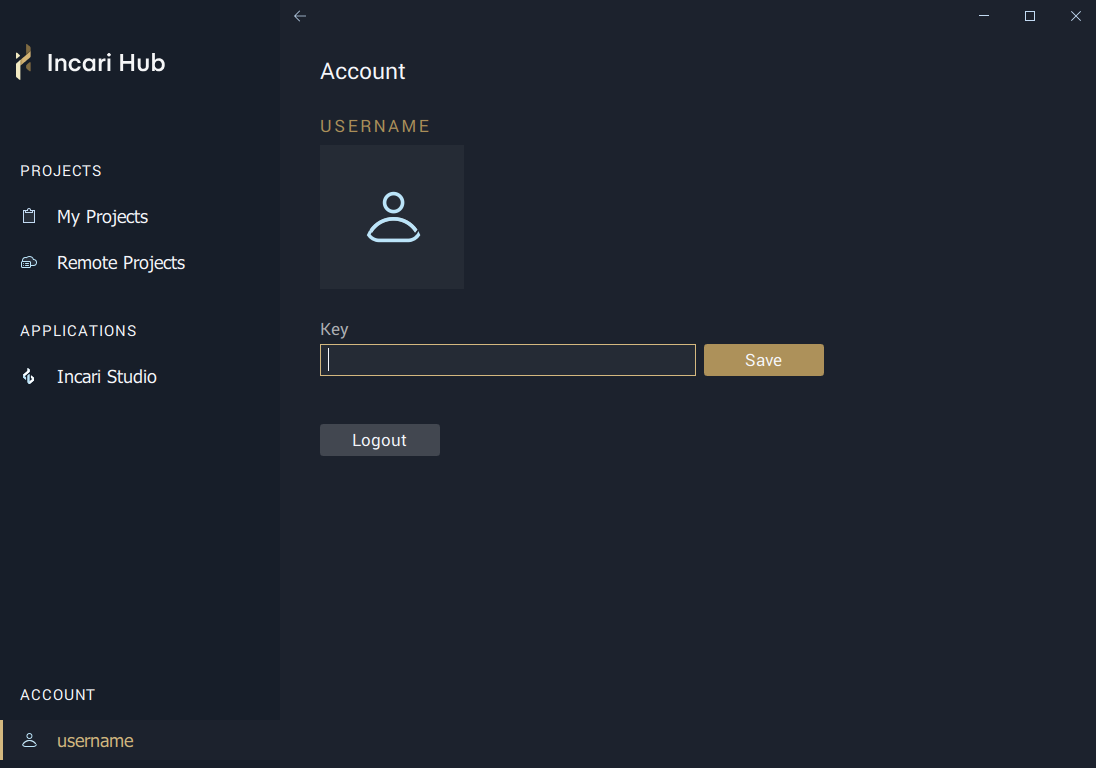 Incari Hub
PROJECTS
My Projects
Remote Projects
APPLICATIONS
Incari Studio
ACCOUNT
username
Account
USERNAME
Key
Save
Logout